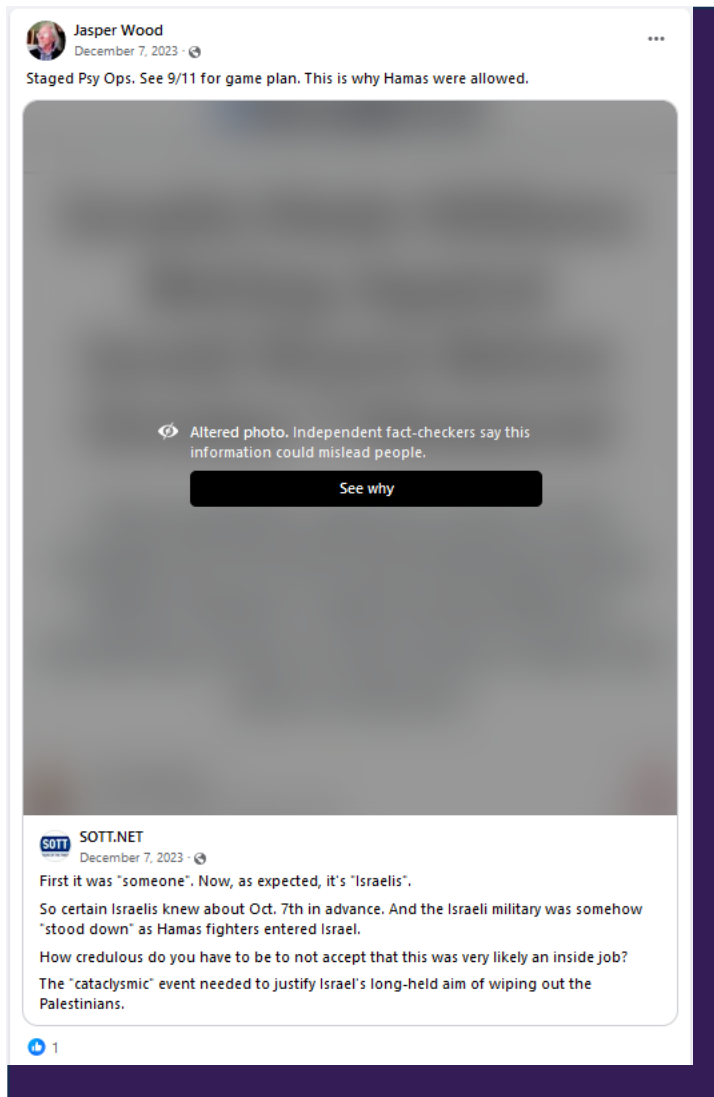 Jasper Wood
December 7, 2023 ·
Staged Psy Ops. See 9/11 for game plan. This is why Hamas were allowed.
Altered photo. Independent fact-checkers say this
information could mislead people.
See why
SOTT
SOTT.NET
December 7, 2023 ·
First it was "someone". Now, as expected, it's "Israelis".
So certain Israelis knew about Oct. 7th in advance. And the Israeli military was somehow
"stood down" as Hamas fighters entered Israel.
How credulous do you have to be to not accept that this was very likely an inside job?
The "cataclysmic" event needed to justify Israel's long-held aim of wiping out the
Palestinians.
1